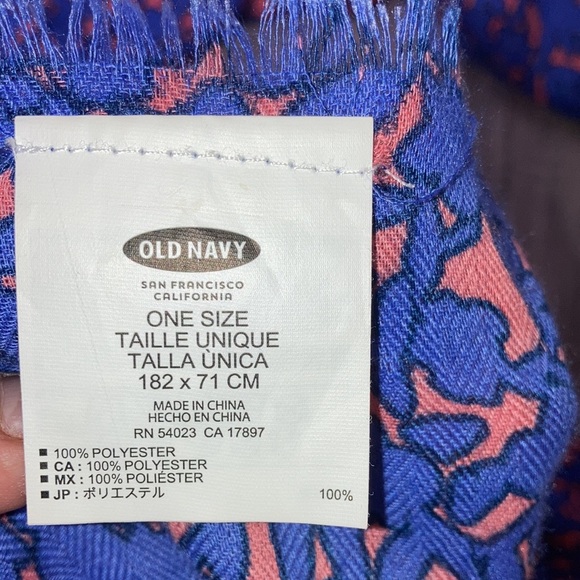 OLD NAVY
SAN FRANCISCO
CALIFORNIA
ONE SIZE
TAILLE UNIQUE
TALLA ÙNICA
182 x 71 CM
MADE IN CHINA
HECHO EN CHINA
RN 54023 CA 17897
■ 100% POLYESTER
■ CA : 100% POLYESTER
■ MX : 100% POLIÉSTER
■ JP : ポリエステル 100%